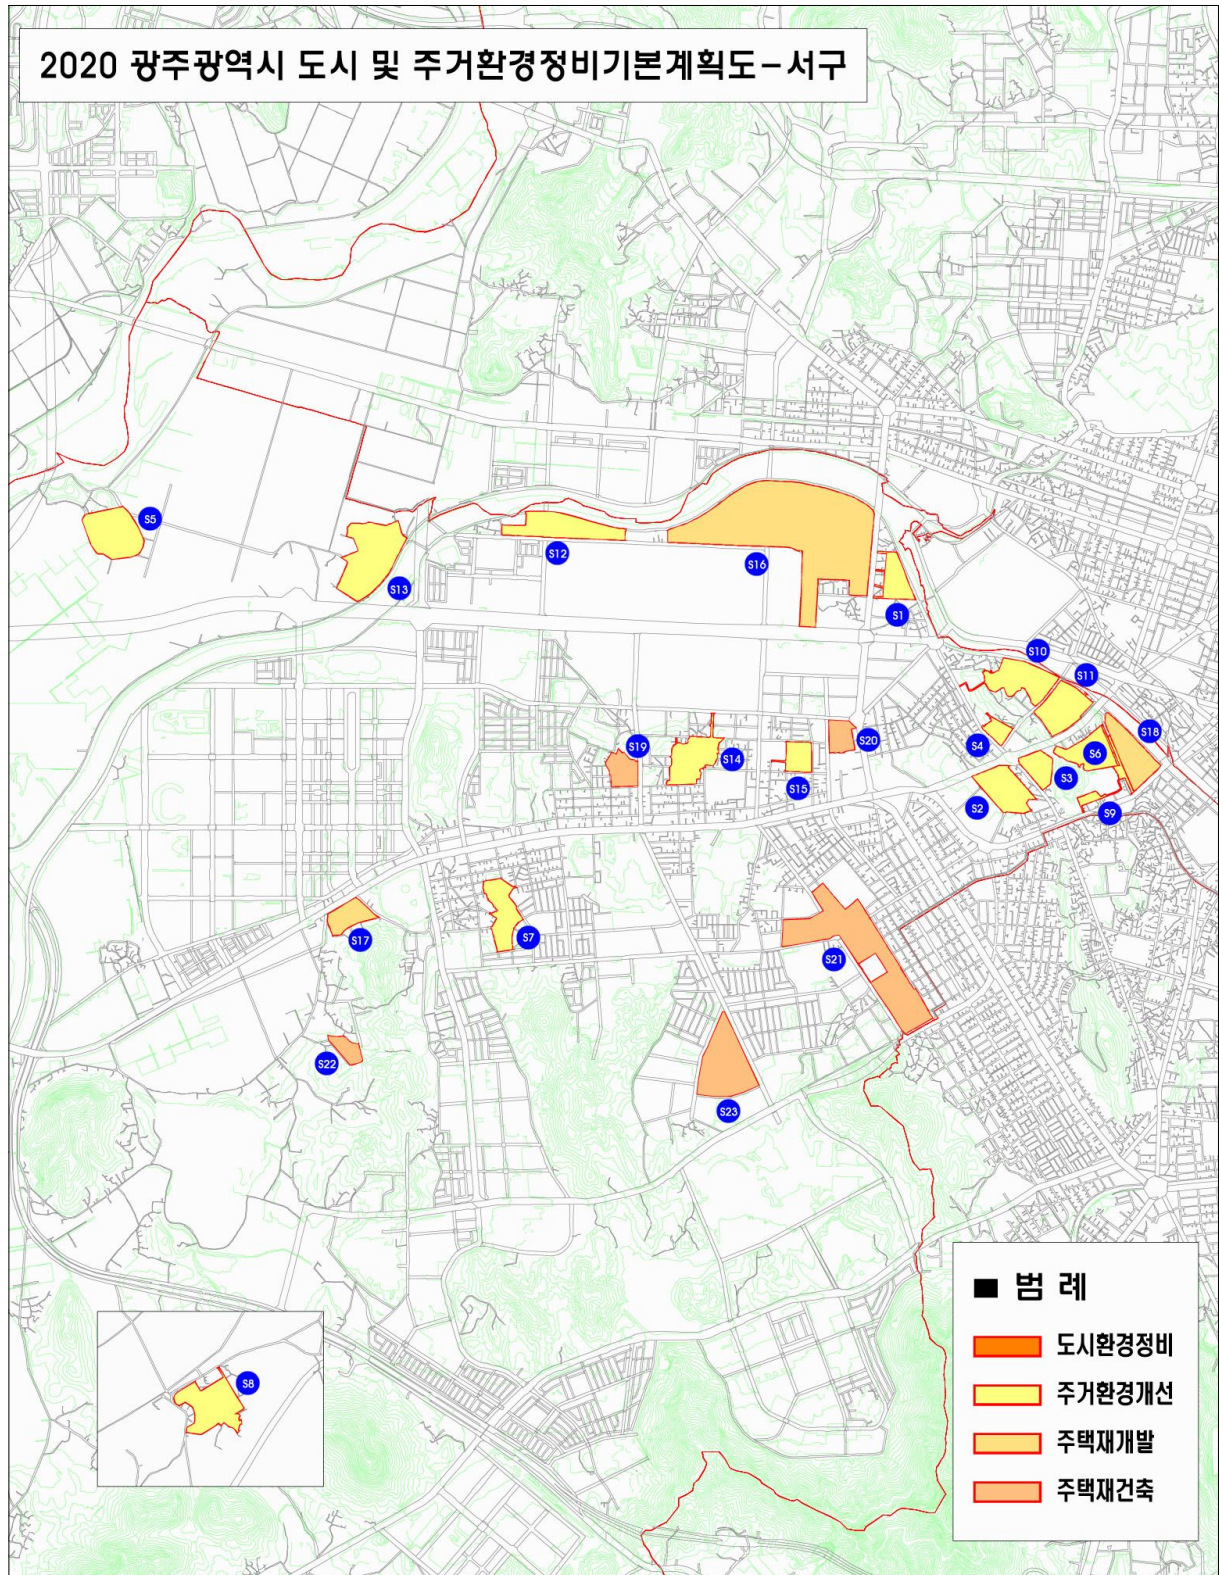 2020 광주광역시 도시 및 주거환경정비기본계획도-서구
S5
S12
S16
S13
S1
S10
S11
S18
S4
S6
S3
S2
S9
S20
S19
S14
S15
S7
S17
S21
S22
S23
S8
■ 범 례
도시환경정비
주거환경개선
주택재개발
주택재건축